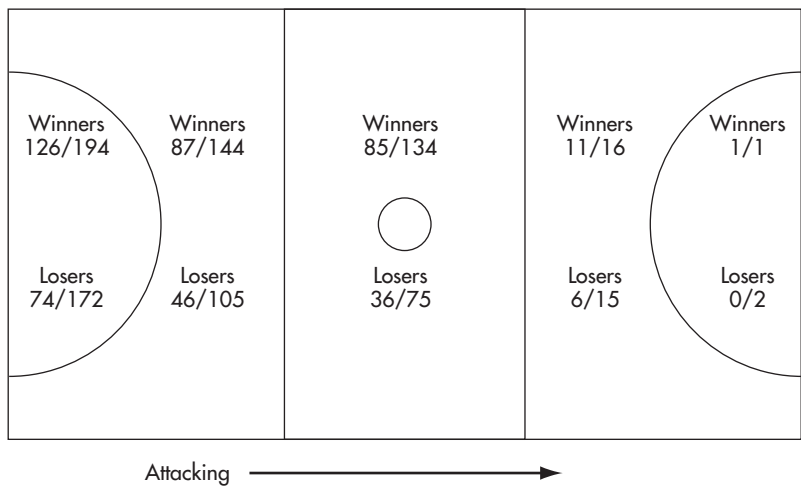 Winners
126/194
Winners
87/144
Winners
85/134
Winners
11/16
Winners
1/1
Losers
74/172
Losers
46/105
Losers
36/75
Losers
6/15
Losers
0/2
Attacking